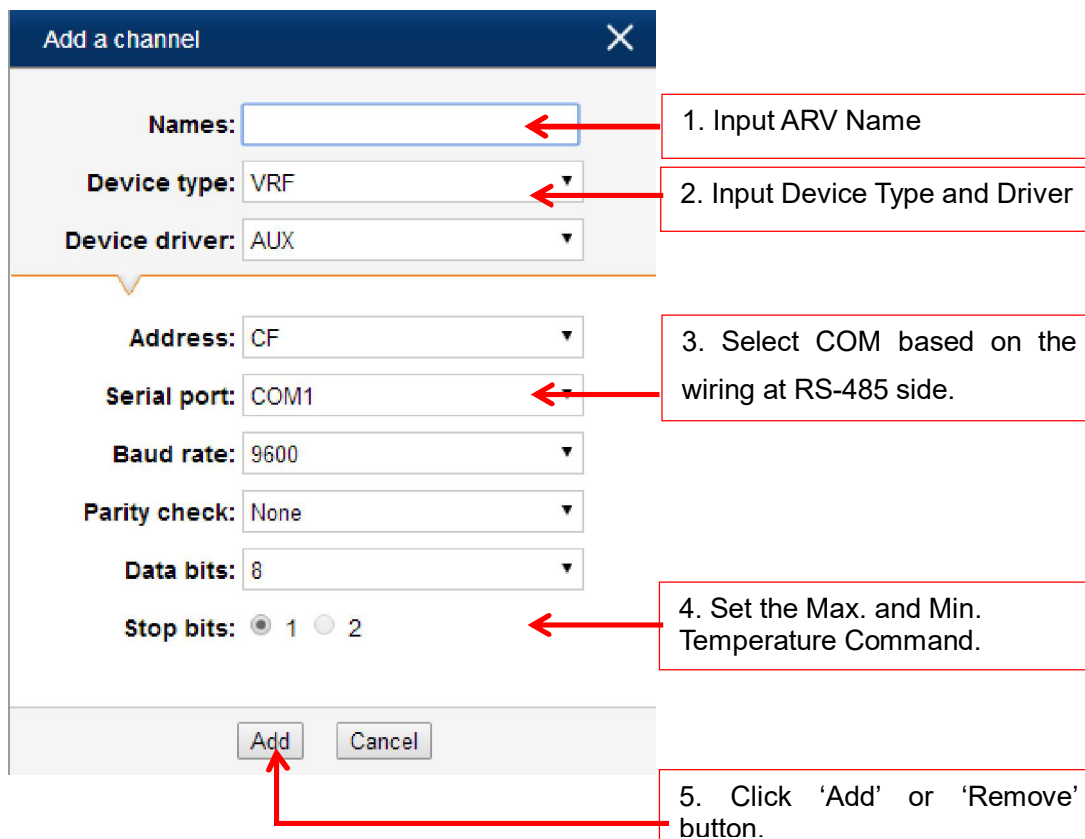 Add a channel
Names:
1. Input ARV Name
Device type: VRF
2. Input Device Type and Driver
Device driver: AUX
Address: CF
3. Select COM based on the
wiring at RS-485 side.
Serial port: COM1
Baud rate: 9600
Parity check: None
Data bits: 8
Stop bits: 1 2
4. Set the Max. and Min.
Temperature Command.
Add Cancel
5. Click ‘Add’ or ‘Remove’
button.